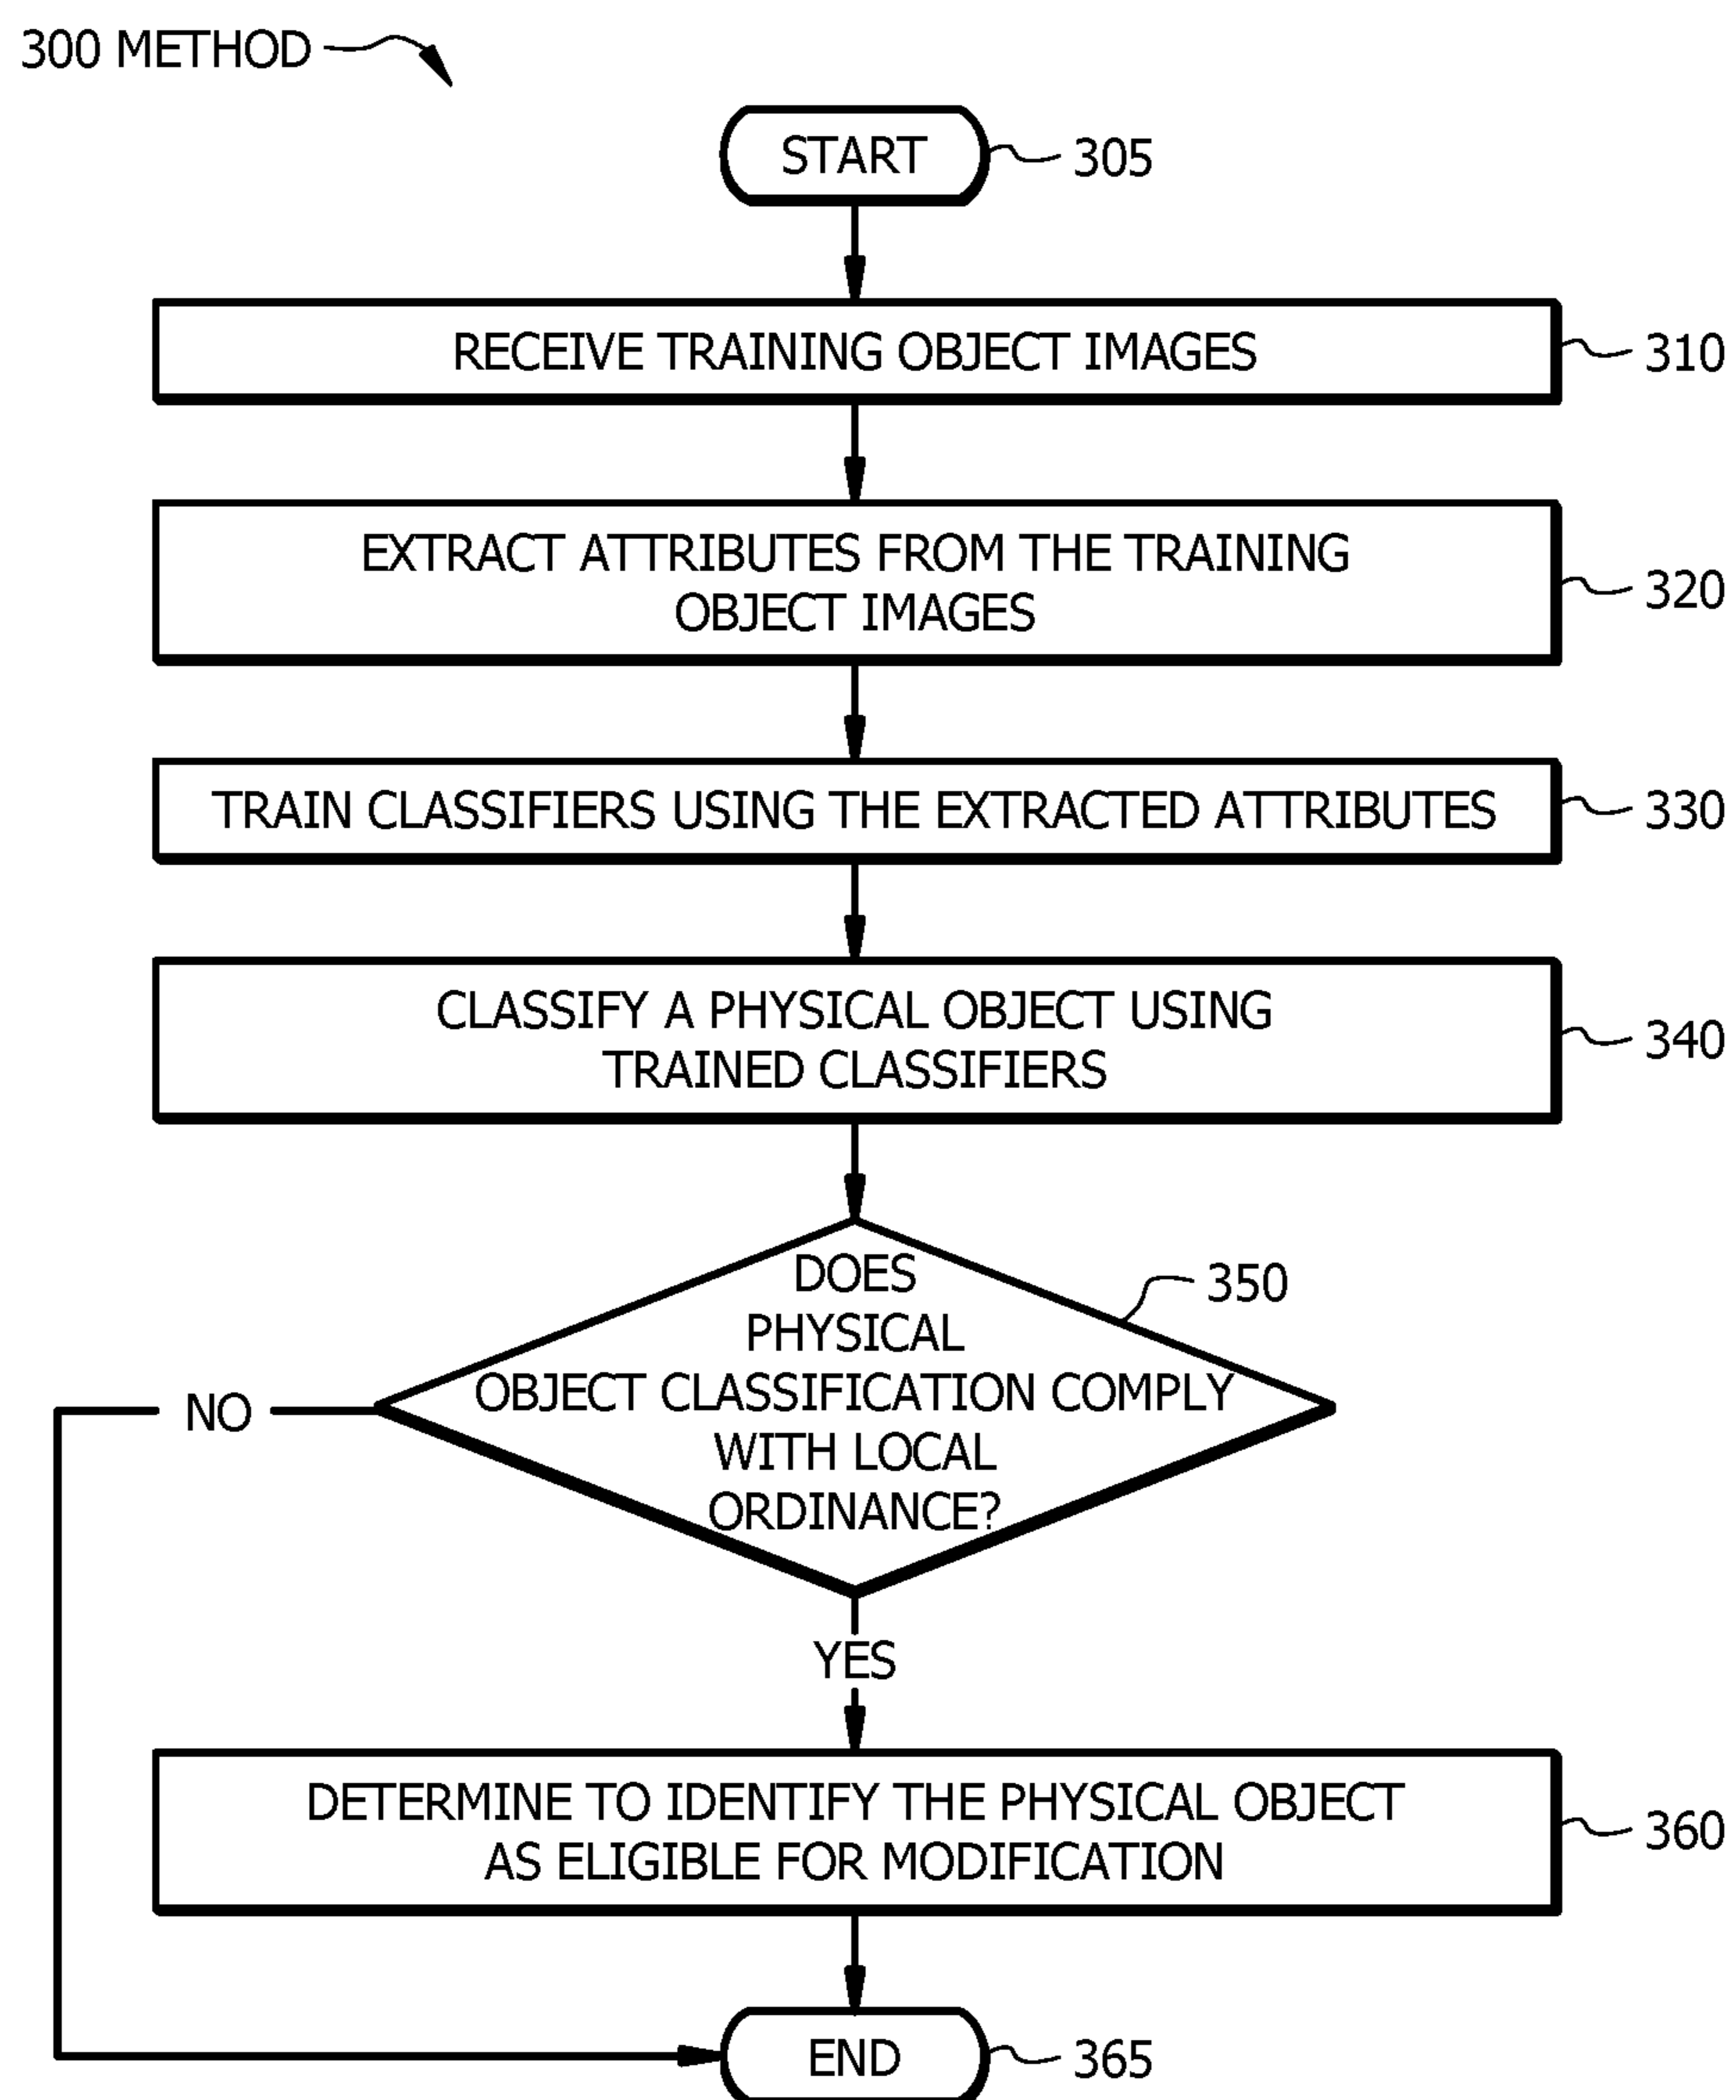 300 METHOD
START
305
RECEIVE TRAINING OBJECT IMAGES
310
EXTRACT ATTRIBUTES FROM THE TRAINING
OBJECT IMAGES
320
TRAIN CLASSIFIERS USING THE EXTRACTED ATTRIBUTES
330
CLASSIFY A PHYSICAL OBJECT USING
TRAINED CLASSIFIERS
340
DOES
PHYSICAL
OBJECT CLASSIFICATION COMPLY
WITH LOCAL
ORDINANCE?
350
NO
YES
DETERMINE TO IDENTIFY THE PHYSICAL OBJECT
AS ELIGIBLE FOR MODIFICATION
360
END
365